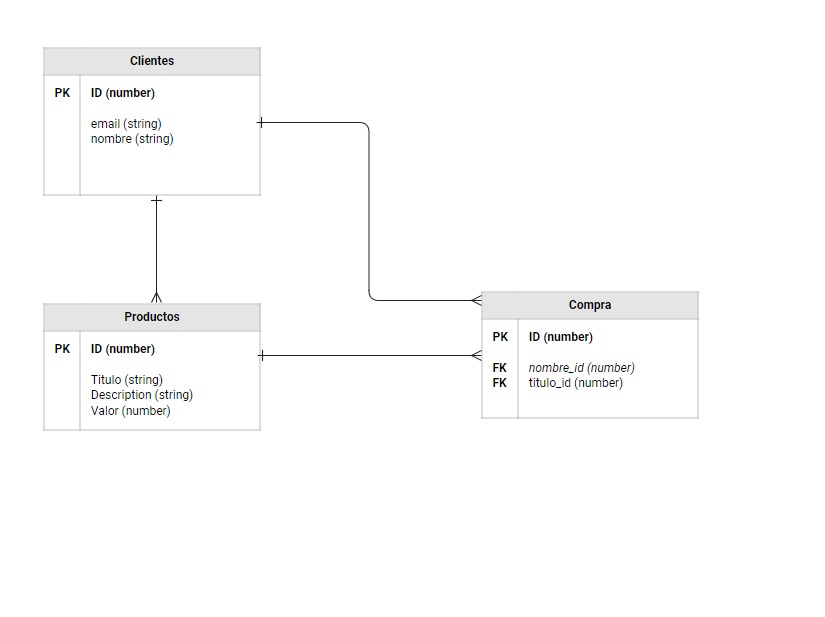 Clientes
PK ID (number)
email (string)
nombre (string)
Productos
PK ID (number)
Titulo (string)
Description (string)
Valor (number)
Compra
PK ID (number)
FK nombre_id (number)
FK titulo_id (number)